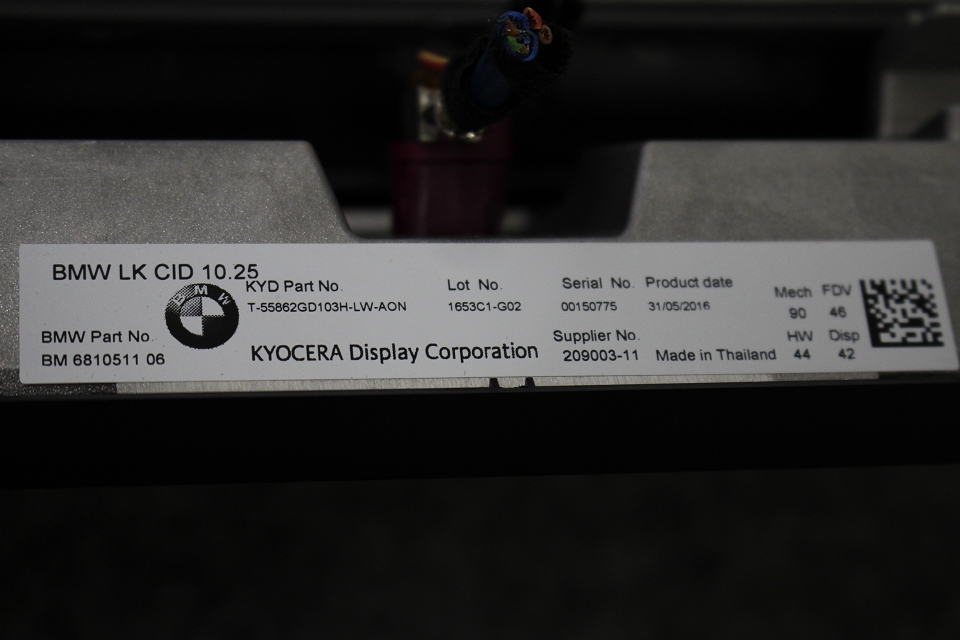 BMW LK CID 10.25
KYD Part No.
T-55862GD103H-LW-AON
Lot No.
1653C1-G02
Serial No.
00150775
Product date
31/05/2016
Mech FDV
90 46
HW Disp
44 42
BMW
BMW Part No.
BM 6810511 06
KYOCERA Display Corporation
Supplier No.
209003-11
Made in Thailand